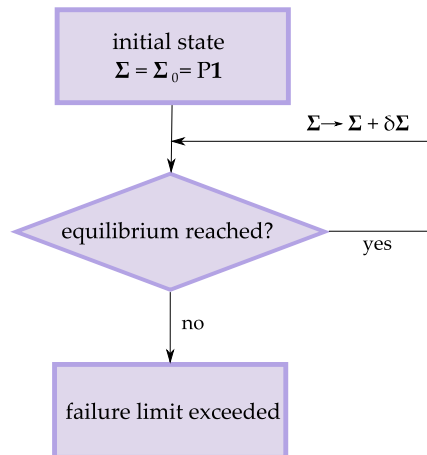 initial state
Σ = Σ₀ = P1
Σ→ Σ + δΣ
equilibrium reached?
yes
no
failure limit exceeded